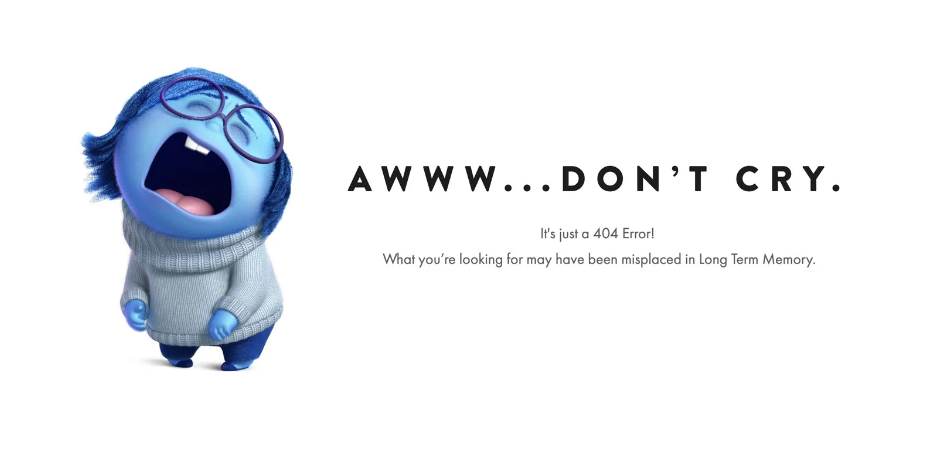 AWWW...DON’T CRY.
It's just a 404 Error!
What you’re looking for may have been misplaced in Long Term Memory.